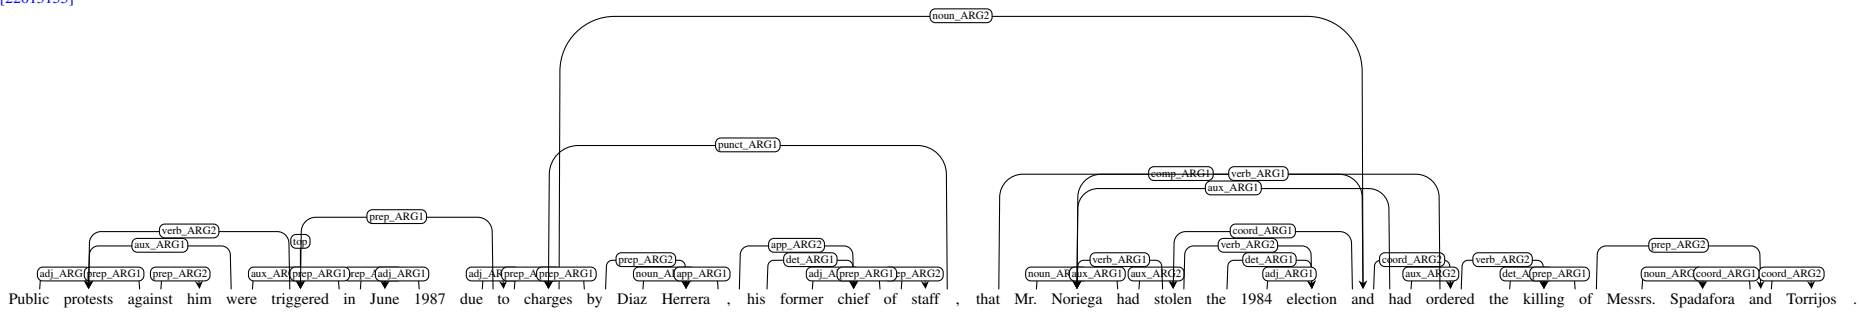 noun_ARG2
punct_ARG1
comp_ARG1 verb_ARG1
aux_ARG1
prep_ARG1
verb_ARG2 top coord_ARG1
aux_ARG1 app_ARG2 verb_ARG2 prep_ARG2
prep_ARG2 det_ARG1 verb_ARG1 det_ARG1 coord_ARG2 verb_ARG2
prep_ARG1 prep_ARG2 prep_ARG1 adj_ARG1 prep_ARG1 app_ARG1 prep_ARG1 aux_ARG1 aux_ARG2 adj_ARG1 aux_ARG2 prep_ARG1 coord_ARG1 coord_ARG2
Public protests against him were triggered in June 1987 due to charges by Diaz Herrera , his former chief of staff , that Mr. Noriega had stolen the 1984 election and had ordered the killing of Messrs. Spadafora and Torrijos .